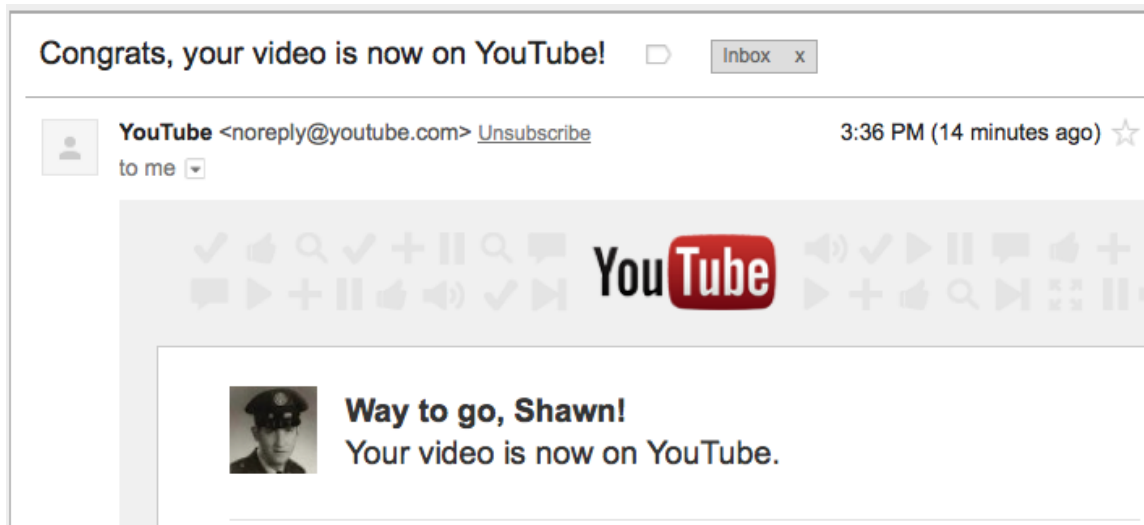 Congrats, your video is now on YouTube! Inbox x
YouTube <noreply@youtube.com> Unsubscribe 3:36 PM (14 minutes ago)
to me
YouTube
Way to go, Shawn!
Your video is now on YouTube.